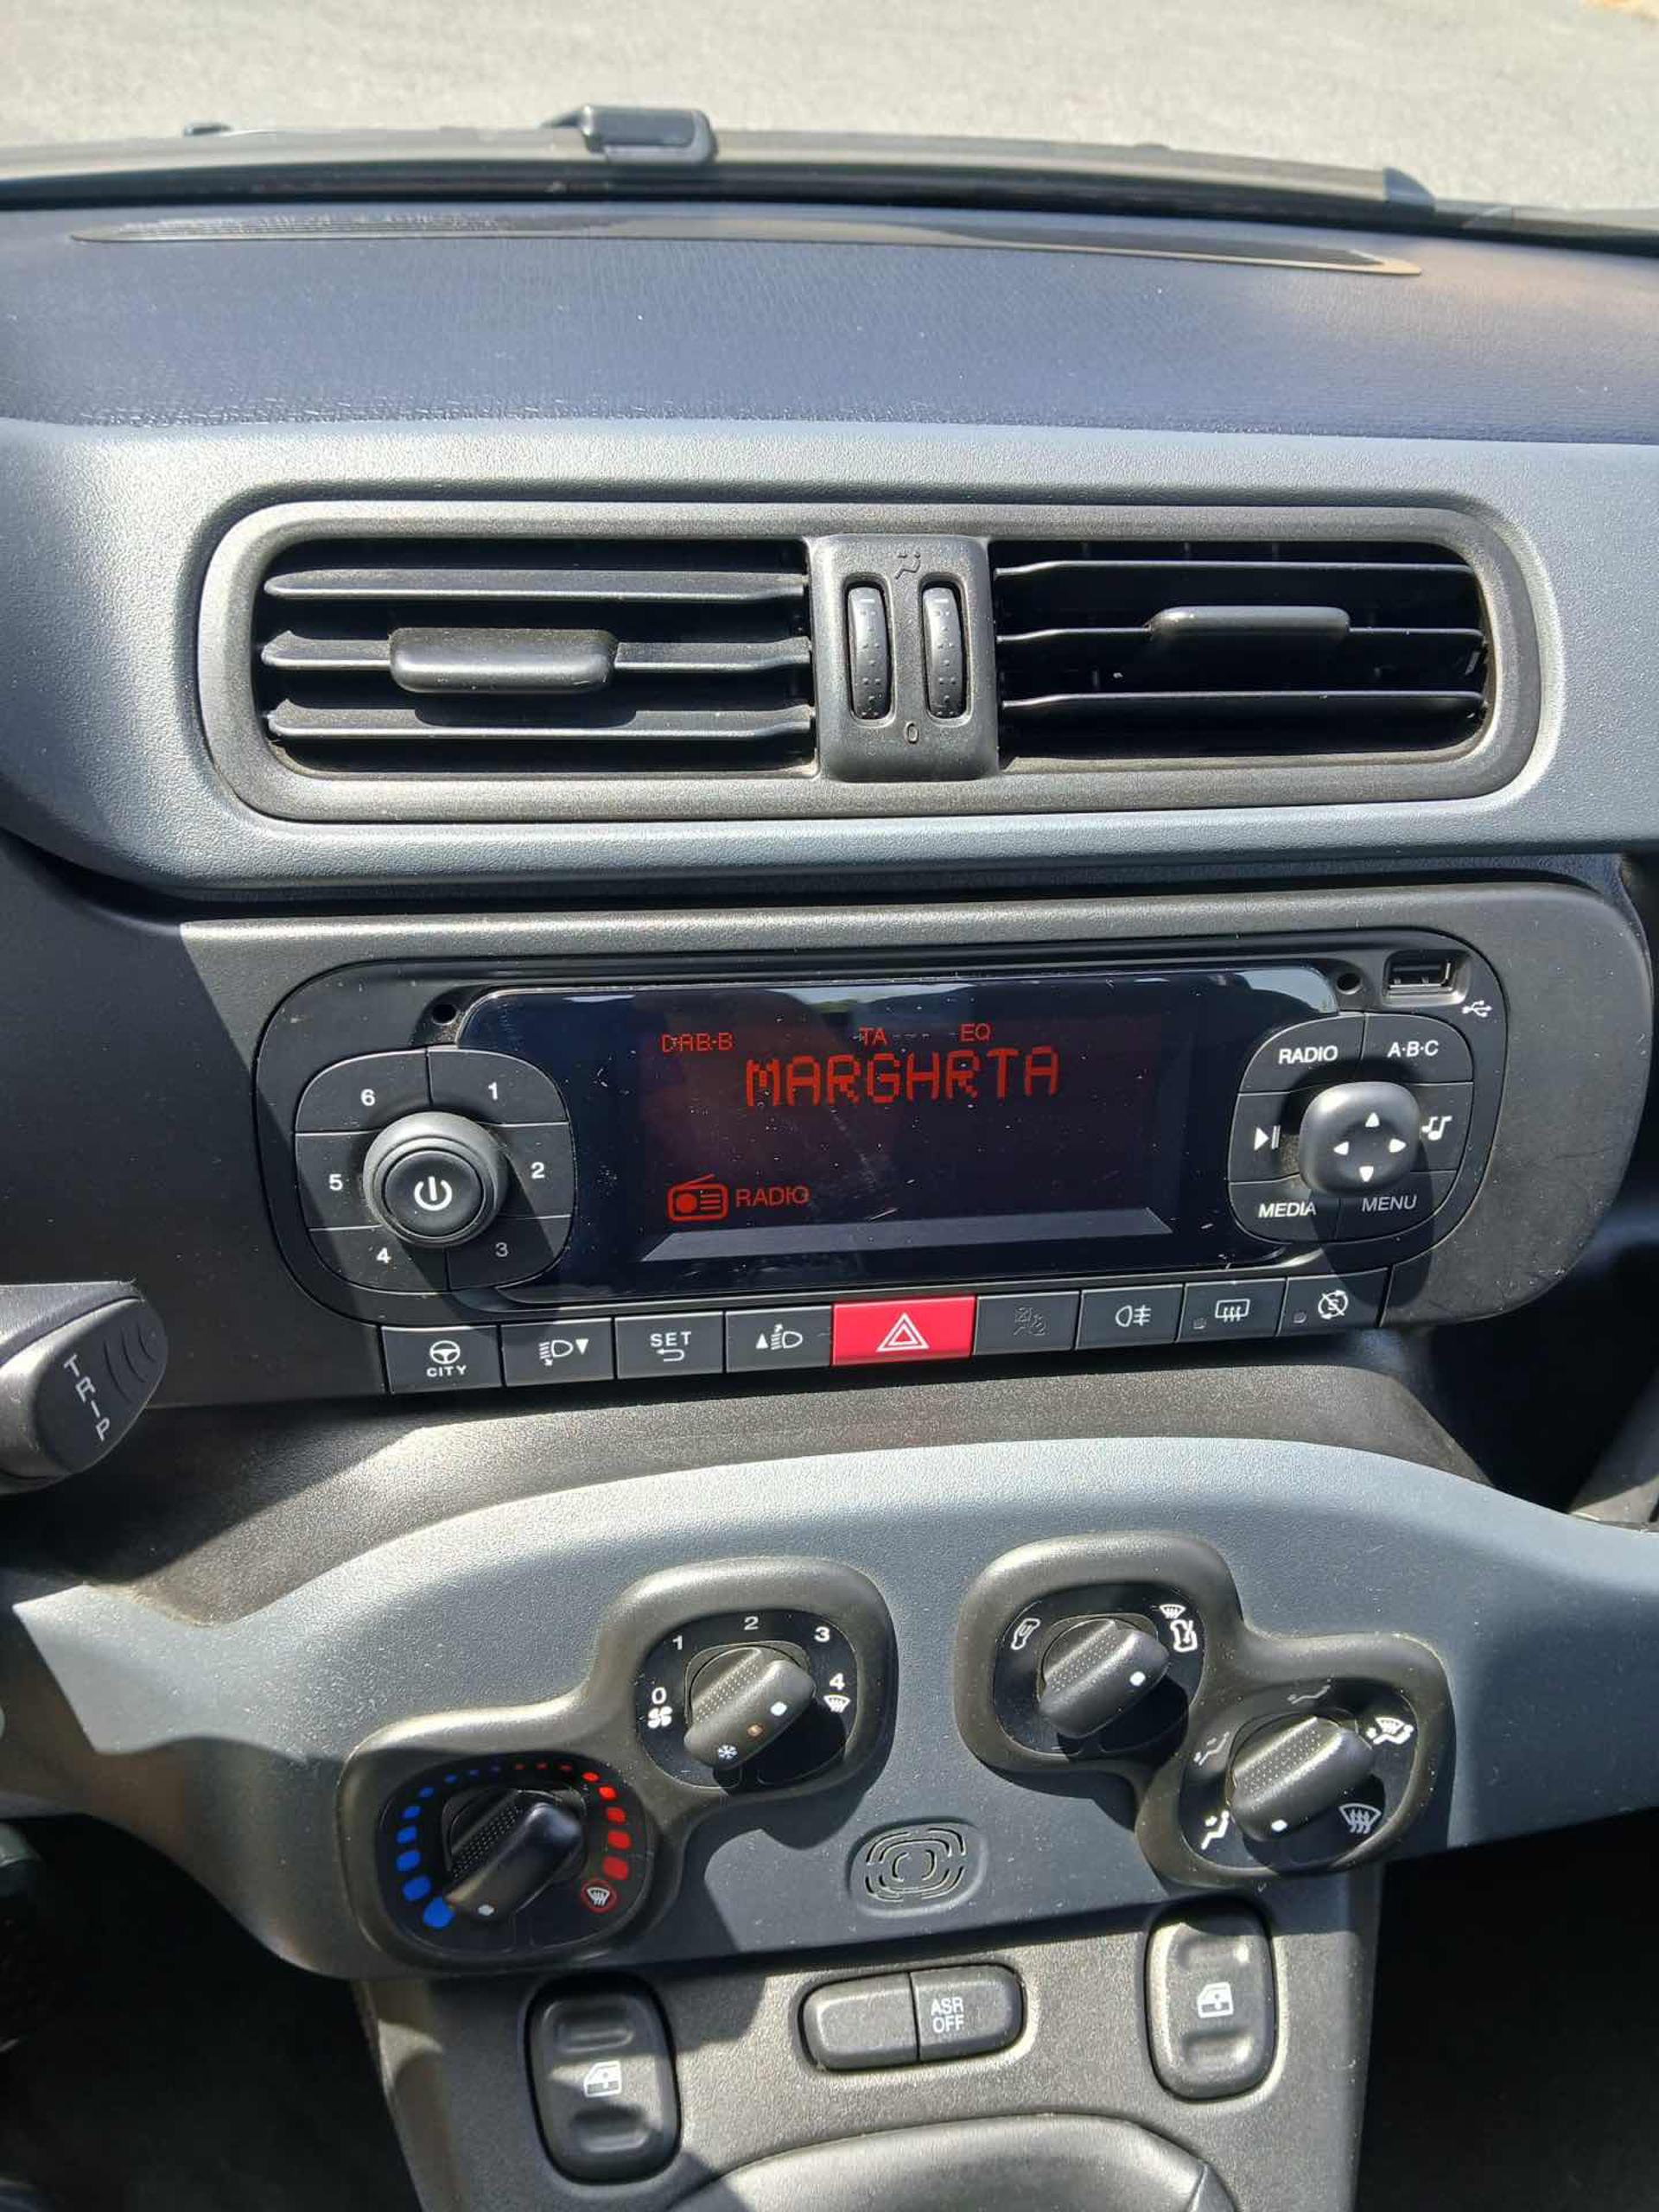 0
DAB-B TA EQ
MARGHRTA
RADIO
6 1
5 2
4 3
RADIO A·B·C
MEDIA MENU
CITY
SET
TRIP
0 1 2 3 4
ASR
OFF